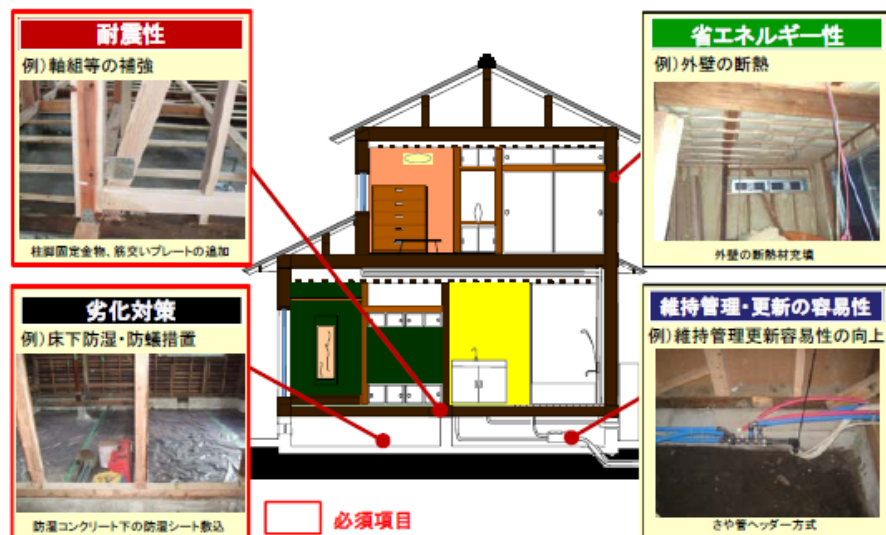 耐震性
例)軸組等の補強
柱脚固定金物、筋交いプレートの追加
省エネルギー性
例)外壁の断熱
外壁の断熱材充填
劣化対策
例)床下防湿・防蟻措置
防湿コンクリート下の防湿シート敷込
維持管理・更新の容易性
例)維持管理更新容易性の向上
さや管ヘッダー方式
必須項目